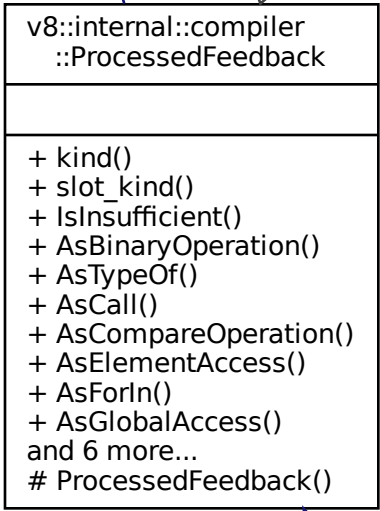 v8::internal::compiler
::ProcessedFeedback
+ kind()
+ slot_kind()
+ IsInsufficient()
+ AsBinaryOperation()
+ AsTypeOf()
+ AsCall()
+ AsCompareOperation()
+ AsElementAccess()
+ AsForIn()
+ AsGlobalAccess()
and 6 more...
# ProcessedFeedback()